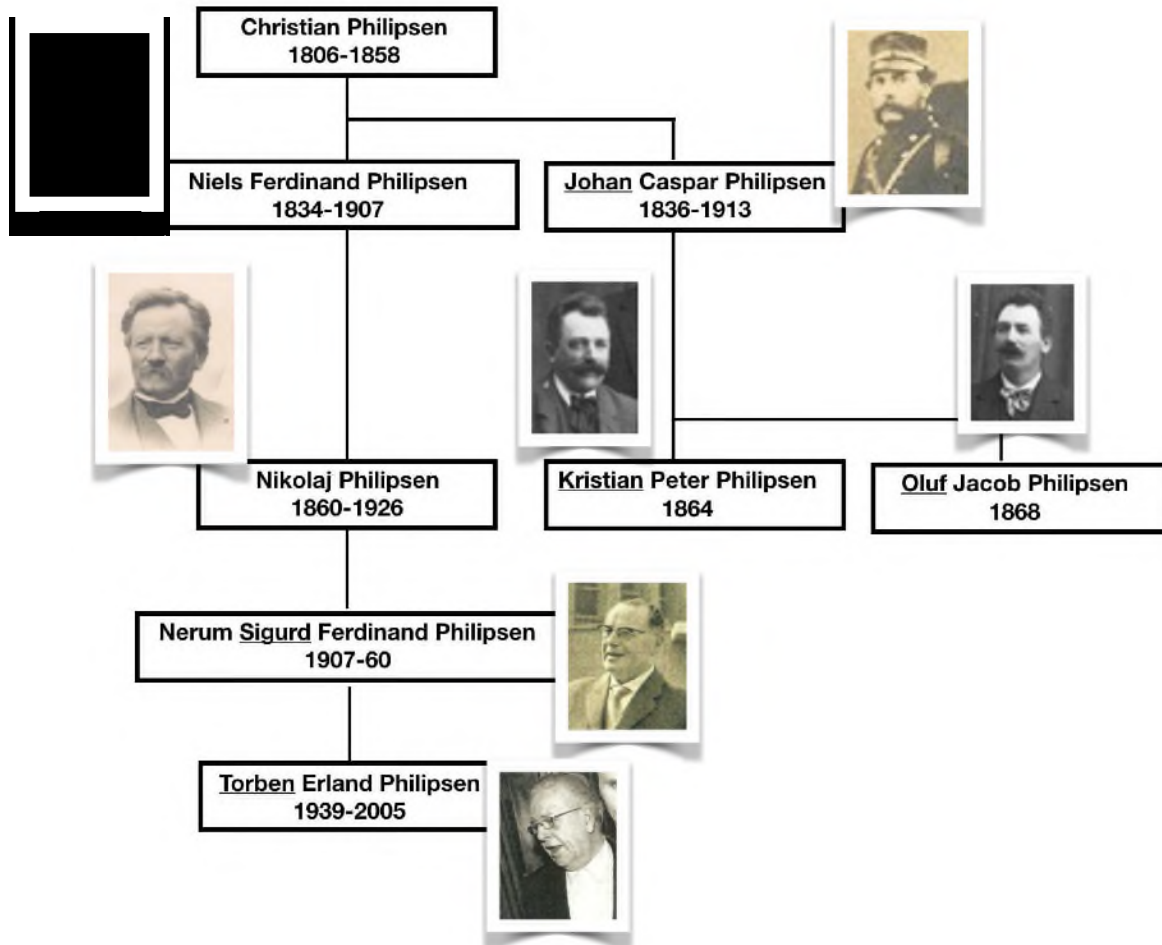 Christian Philipsen
1806-1858
Niels Ferdinand Philipsen
1834-1907
Johan Caspar Philipsen
1836-1913
Nikolaj Philipsen
1860-1926
Kristian Peter Philipsen
1864
Oluf Jacob Philipsen
1868
Nerum Sigurd Ferdinand Philipsen
1907-60
Torben Erland Philipsen
1939-2005